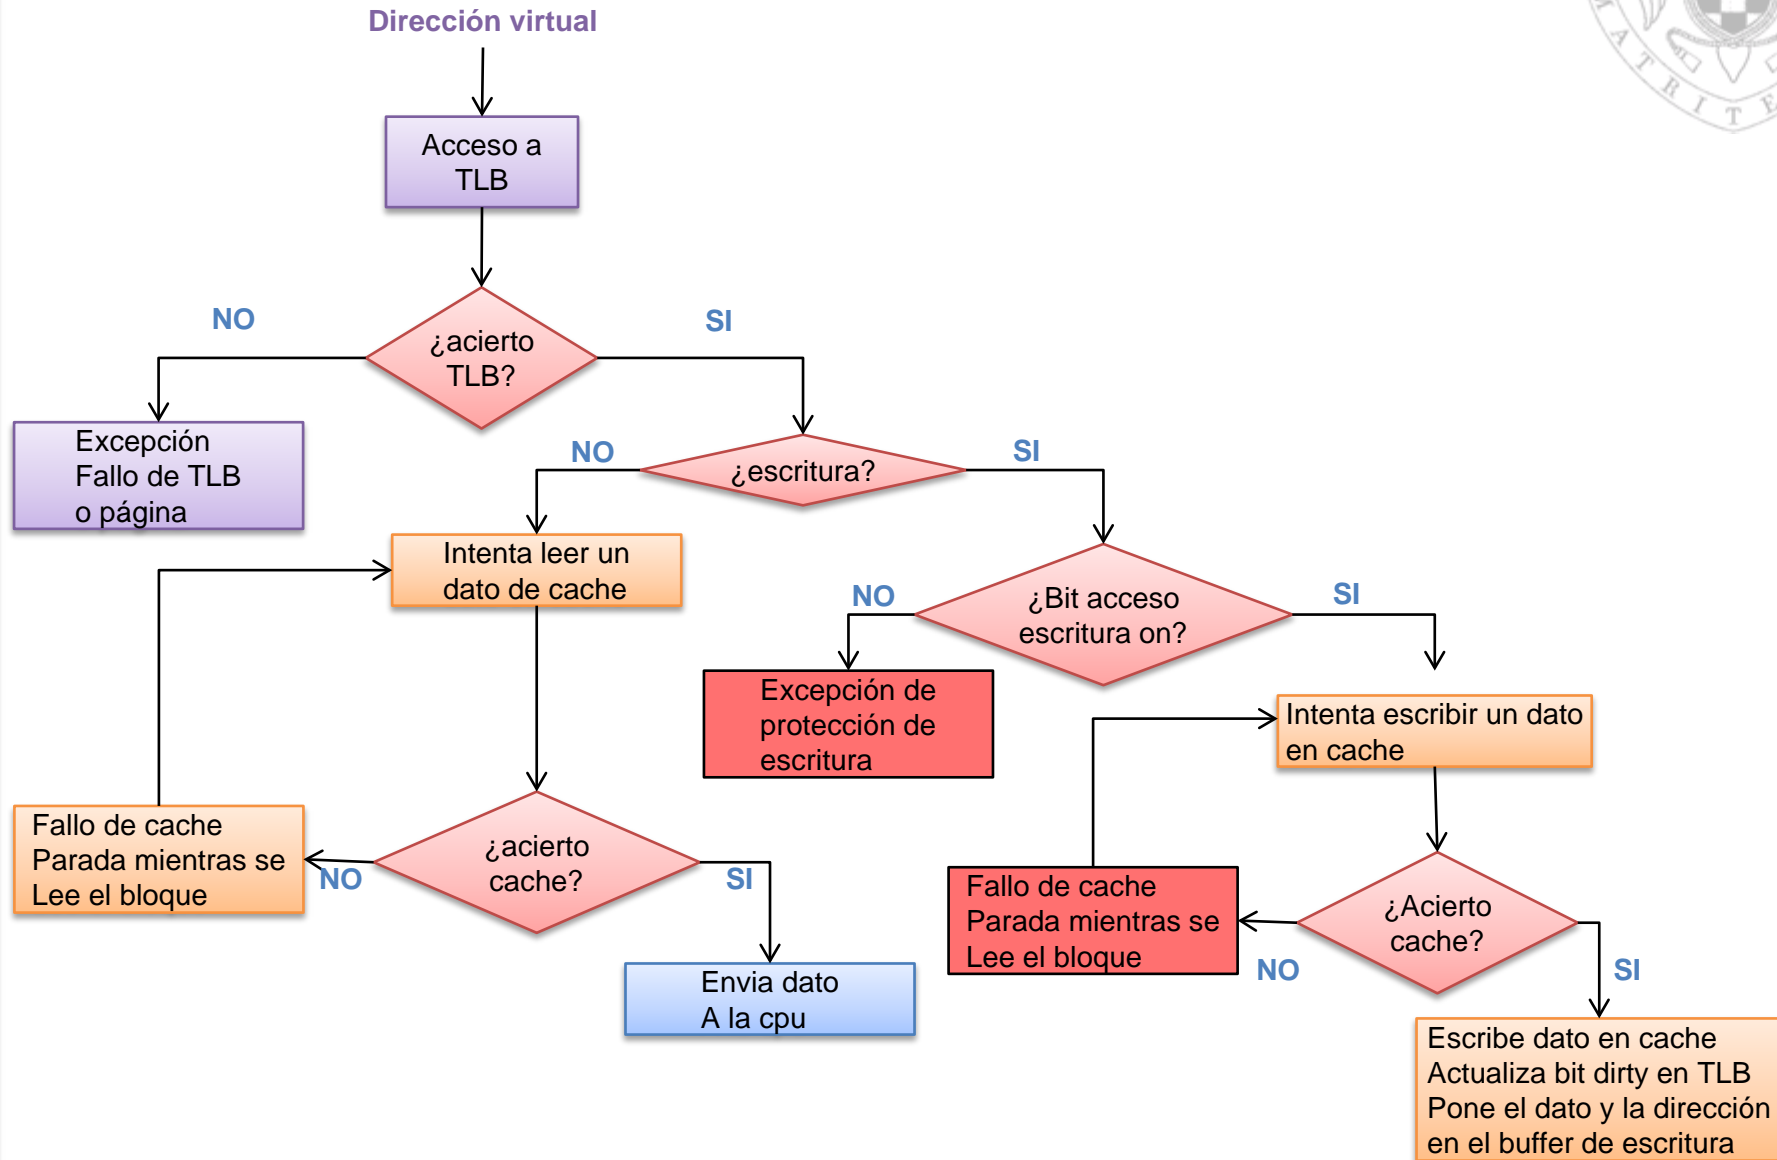 Dirección virtual
Acceso a
TLB
NO
SI
¿acierto
TLB?
Excepción
Fallo de TLB
o página
NO
¿escritura?
SI
Intenta leer un
dato de cache
NO
¿Bit acceso
escritura on?
SI
Excepción de
protección de
escritura
Intenta escribir un dato
en cache
Fallo de cache
Parada mientras se
Lee el bloque
NO
¿acierto
cache?
SI
Fallo de cache
Parada mientras se
Lee el bloque
NO
¿Acierto
cache?
SI
Envia dato
A la cpu
Escribe dato en cache
Actualiza bit dirty en TLB
Pone el dato y la dirección
en el buffer de escritura